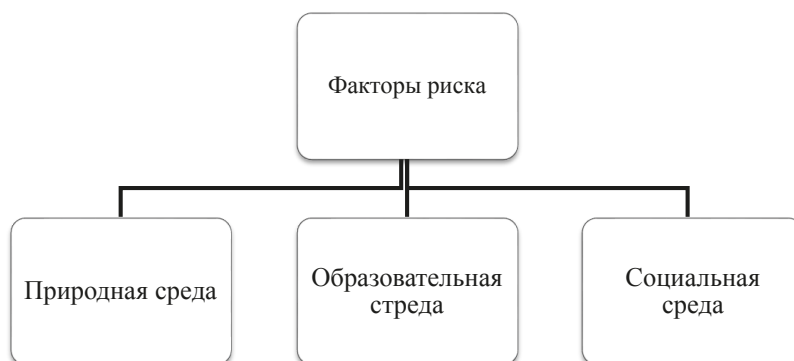 Факторы риска
Природная среда
Образовательная
стреда
Социальная
среда